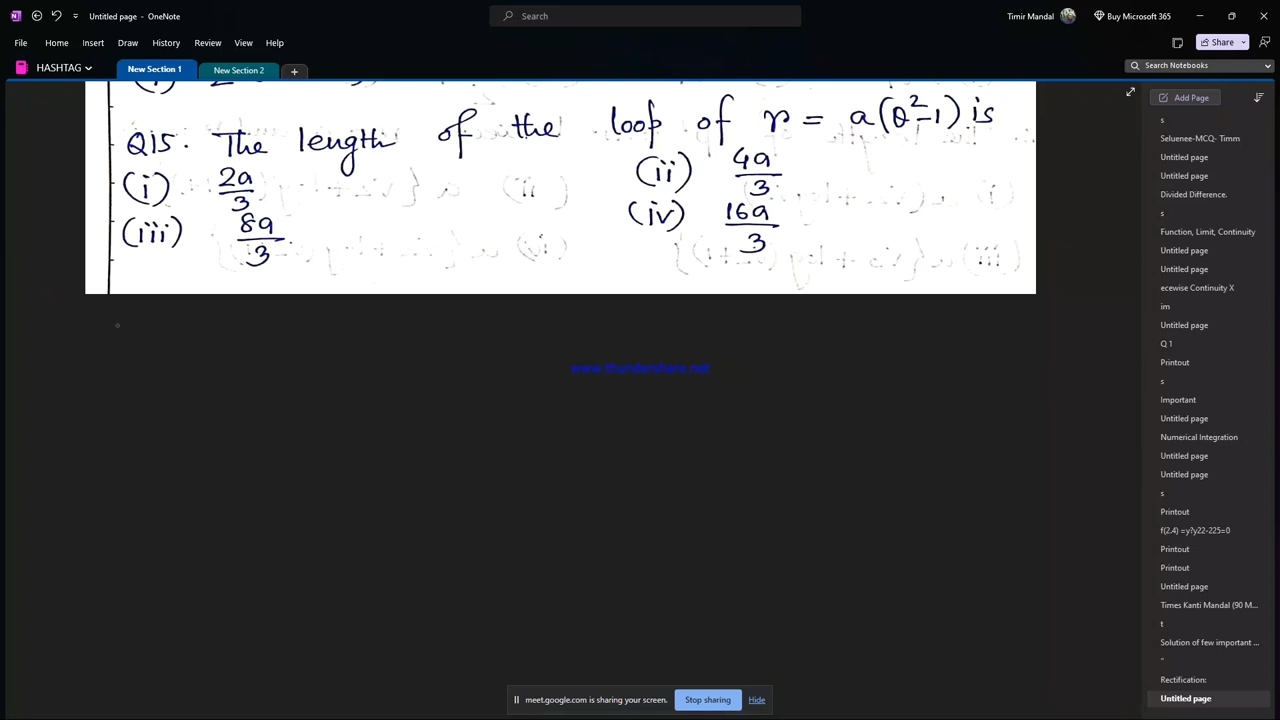 Untitled page - OneNote
Search
Timir Mandal
Buy Microsoft 365
File Home Insert Draw History Review View Help
Share
HASHTAG
New Section 1
New Section 2
+
Search Notebooks
Q15. The length of the loop of r = a(θ²-1) is
(i) 2a/3
(ii) 4a/3
(iii) 8a/3
(iv) 16a/3
www.thundershare.net
Add Page
s
Seluenee-MCQ- Timm
Untitled page
Untitled page
Divided Difference.
s
Function, Limit, Continuity
Untitled page
Untitled page
ecewise Continuity X
im
Untitled page
Q 1
Printout
s
Important
Untitled page
Numerical Integration
Untitled page
Untitled page
s
Printout
f(2.4) =y?y22-225=0
Printout
Printout
Untitled page
Times Kanti Mandal (90 M...
t
Solution of few important ...
"
Rectification:
Untitled page
meet.google.com is sharing your screen.
Stop sharing
Hide